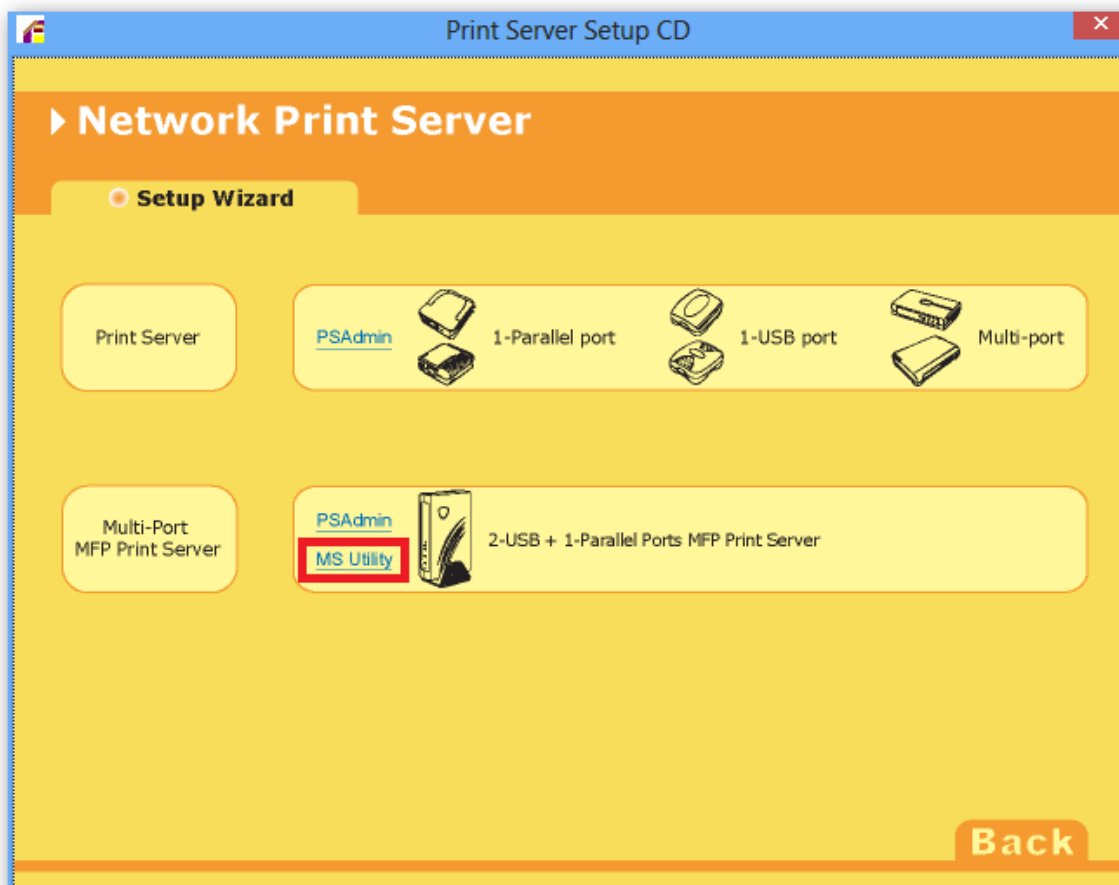 Print Server Setup CD
Network Print Server
Setup Wizard
Print Server
PSAdmin
1-Parallel port
1-USB port
Multi-port
Multi-Port
MFP Print Server
PSAdmin
MS Utility
2-USB + 1-Parallel Ports MFP Print Server
Back